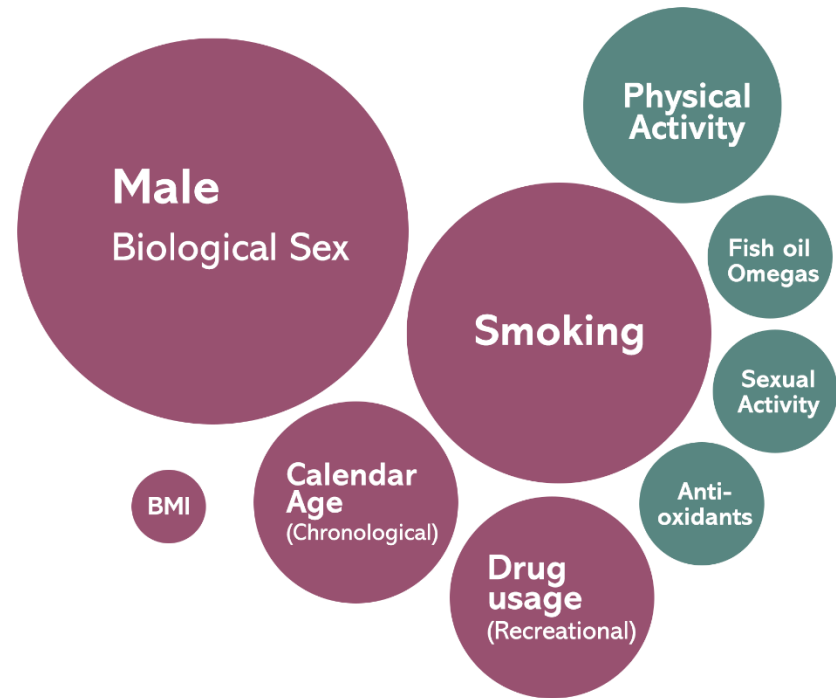 Male
Biological Sex
Physical
Activity
Fish oil
Omegas
Smoking
Sexual
Activity
Calendar
Age
(Chronological)
BMI
Anti-
oxidants
Drug
usage
(Recreational)